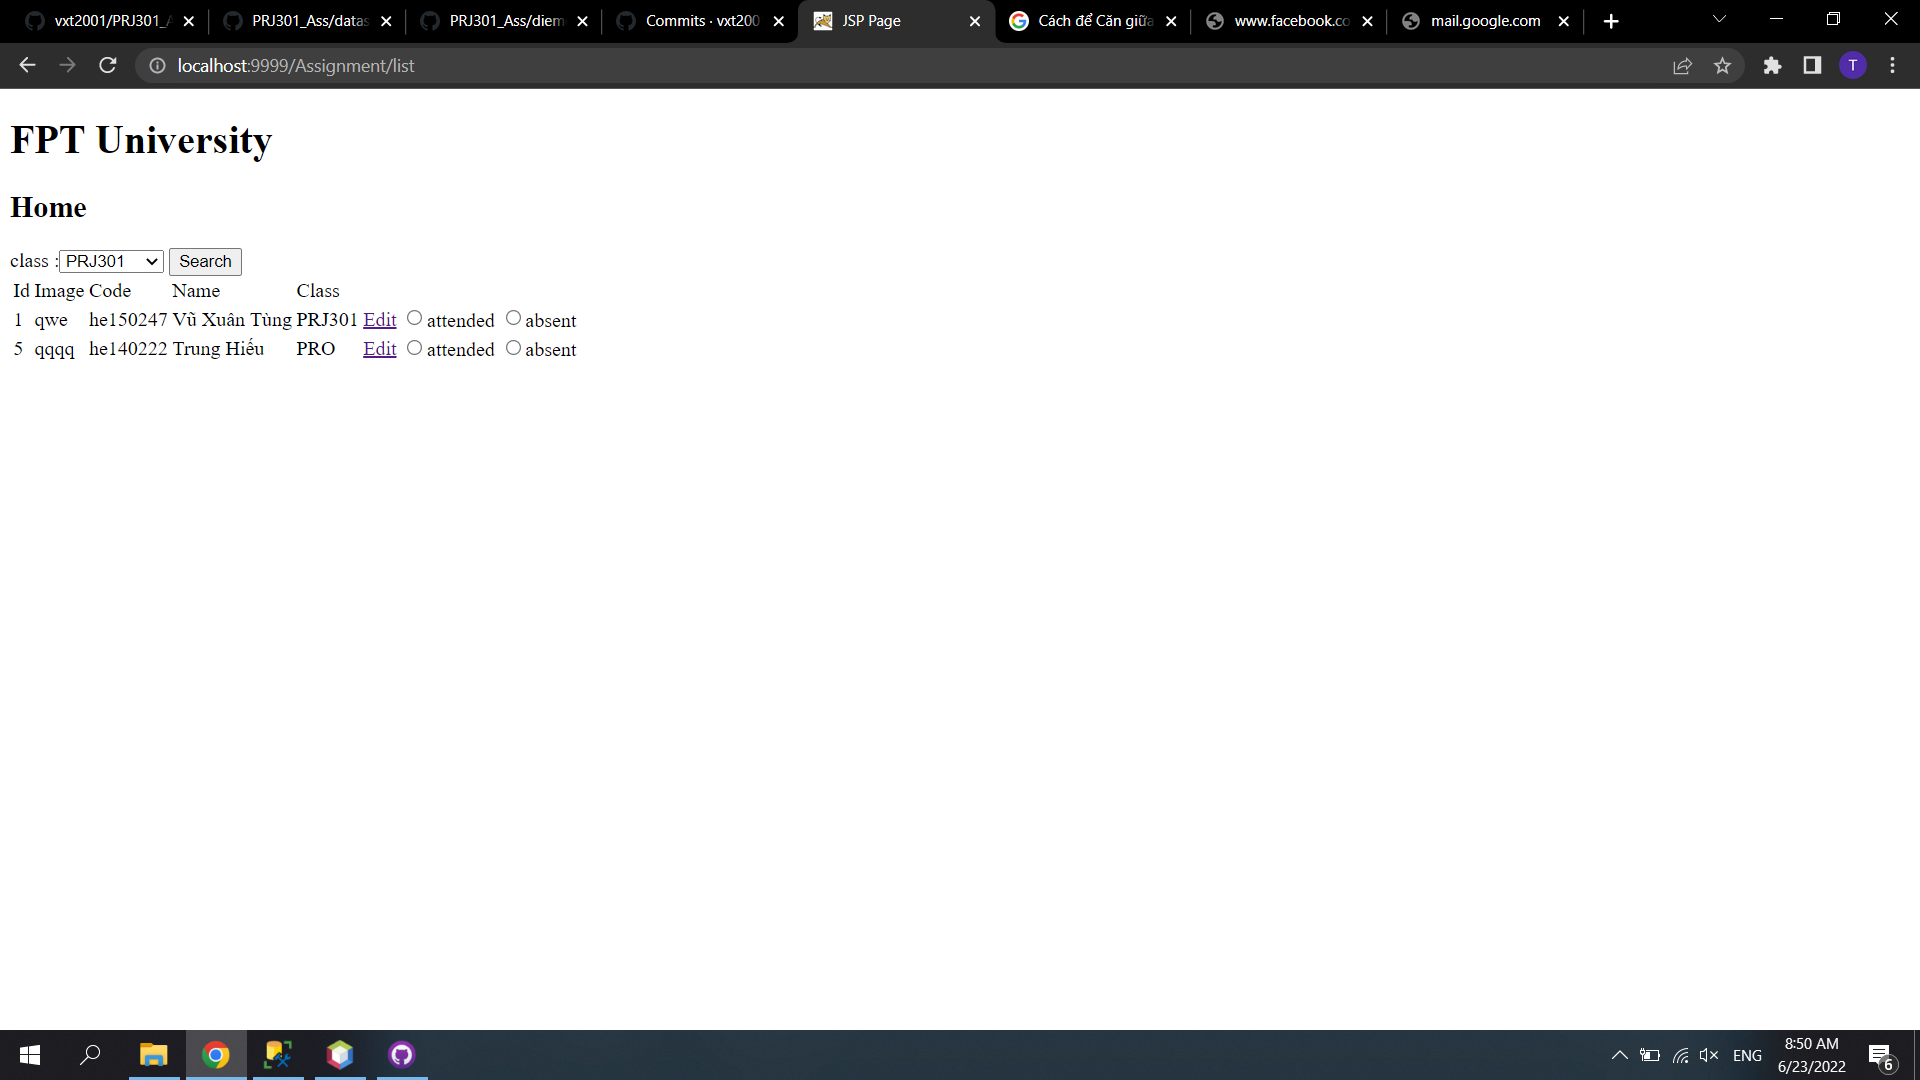 vxt2001/PRJ301_A PRJ301_Ass/datas PRJ301_Ass/diem Commits · vxt200 JSP Page Cách để Căn giữa www.facebook.co mail.google.com
localhost:9999/Assignment/list T
FPT University
Home
class : PRJ301 Search
Id Image Code Name Class
1 qwe he150247 Vũ Xuân Tùng PRJ301 Edit attended absent
5 qqqq he140222 Trung Hiếu PRO Edit attended absent
ENG 8:50 AM
6/23/2022 6